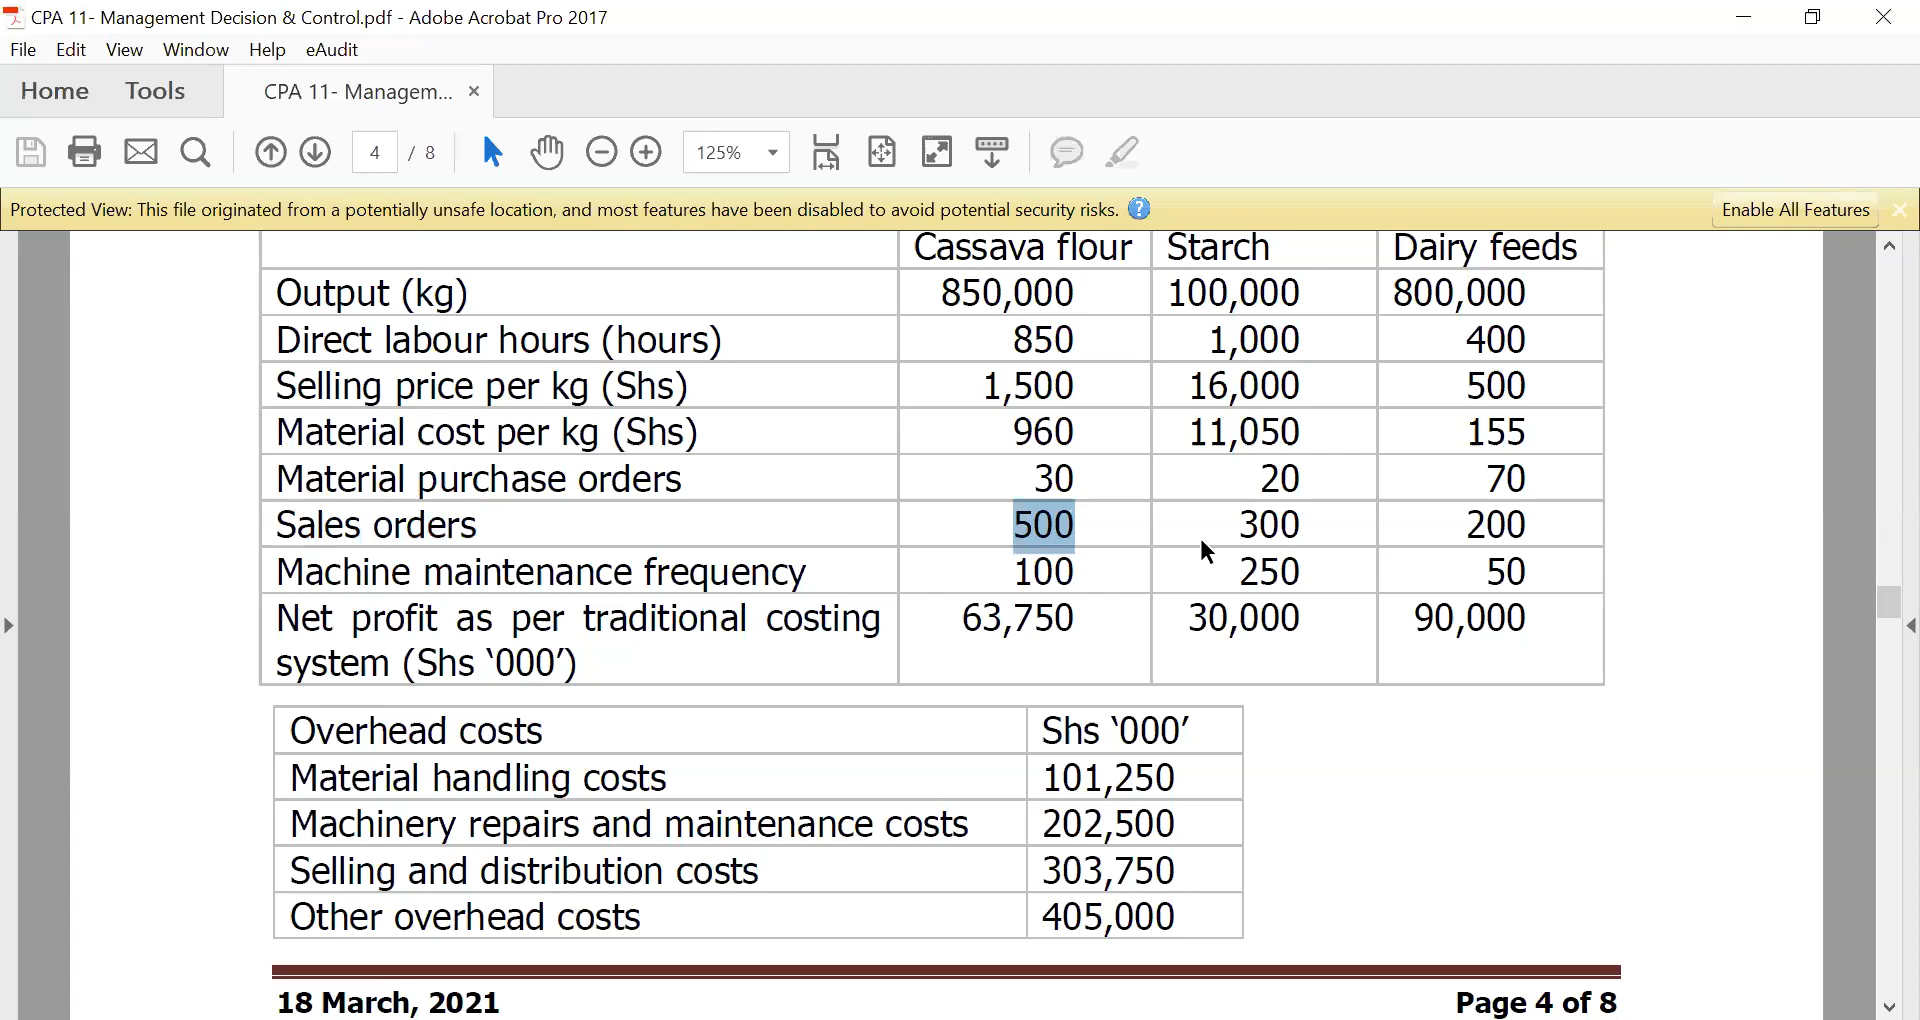 CPA 11- Management Decision & Control.pdf - Adobe Acrobat Pro 2017
File Edit View Window Help eAudit
Home Tools CPA 11- Managem... ×
4 / 8 125%
Protected View: This file originated from a potentially unsafe location, and most features have been disabled to avoid potential security risks. ? Enable All Features
Cassava flour Starch Dairy feeds
Output (kg) 850,000 100,000 800,000
Direct labour hours (hours) 850 1,000 400
Selling price per kg (Shs) 1,500 16,000 500
Material cost per kg (Shs) 960 11,050 155
Material purchase orders 30 20 70
Sales orders 500 300 200
Machine maintenance frequency 100 250 50
Net profit as per traditional costing 63,750 30,000 90,000
system (Shs ‘000’)
Overhead costs Shs ‘000’
Material handling costs 101,250
Machinery repairs and maintenance costs 202,500
Selling and distribution costs 303,750
Other overhead costs 405,000
18 March, 2021 Page 4 of 8